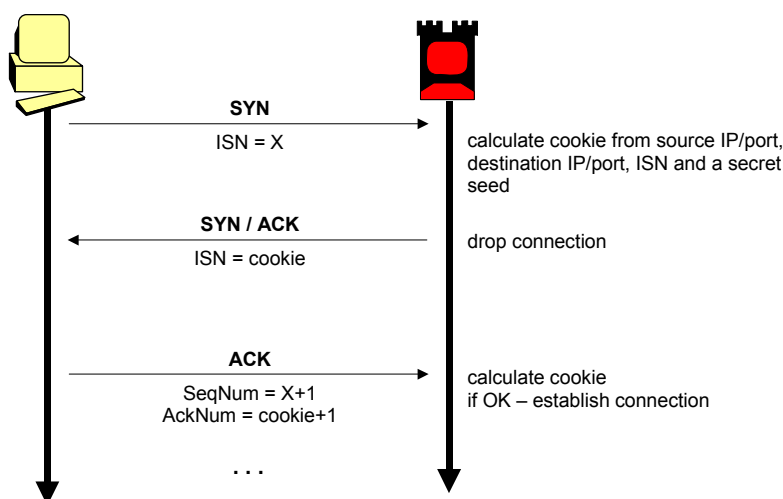 SYN
ISN = X
calculate cookie from source IP/port,
destination IP/port, ISN and a secret
seed
SYN / ACK
ISN = cookie
drop connection
ACK
SeqNum = X+1
AckNum = cookie+1
calculate cookie
if OK – establish connection
. . .